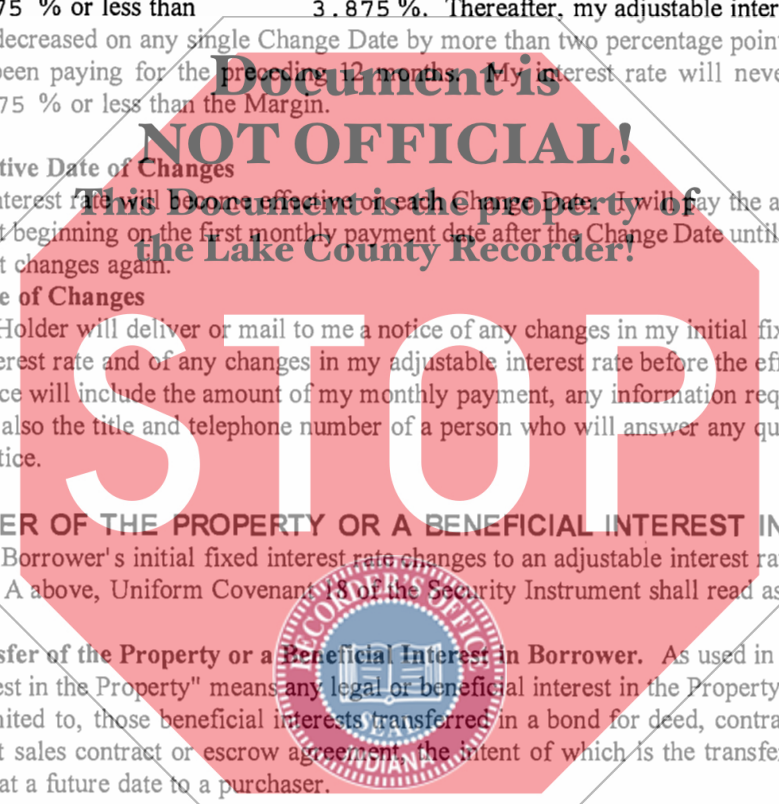 75 % or less than 3.875 %. Thereafter, my adjustable inter
decreased on any single Change Date by more than two percentage poin
been paying for the preceding 12 months. My interest rate will neve
75 % or less than the Margin.
Document is
NOT OFFICIAL!
This Document is the property of
the Lake County Recorder!
tive Date of Changes
nterest rate will become effective on each Change Date. I will pay the a
t beginning on the first monthly payment date after the Change Date until
t changes again.
e of Changes
Holder will deliver or mail to me a notice of any changes in my initial fix
erest rate and of any changes in my adjustable interest rate before the eff
ce will include the amount of my monthly payment, any information req
also the title and telephone number of a person who will answer any qu
tice.
STOP
ER OF THE PROPERTY OR A BENEFICIAL INTEREST IN
Borrower's initial fixed interest rate changes to an adjustable interest ra
A above, Uniform Covenant 18 of the Security Instrument shall read as
sfer of the Property or a Beneficial Interest in Borrower. As used in
est in the Property" means any legal or beneficial interest in the Property
nited to, those beneficial interests transferred in a bond for deed, contra
t sales contract or escrow agreement, the intent of which is the transfe
at a future date to a purchaser.
RECORDER'S OFFICE
SEAL
INDIANA